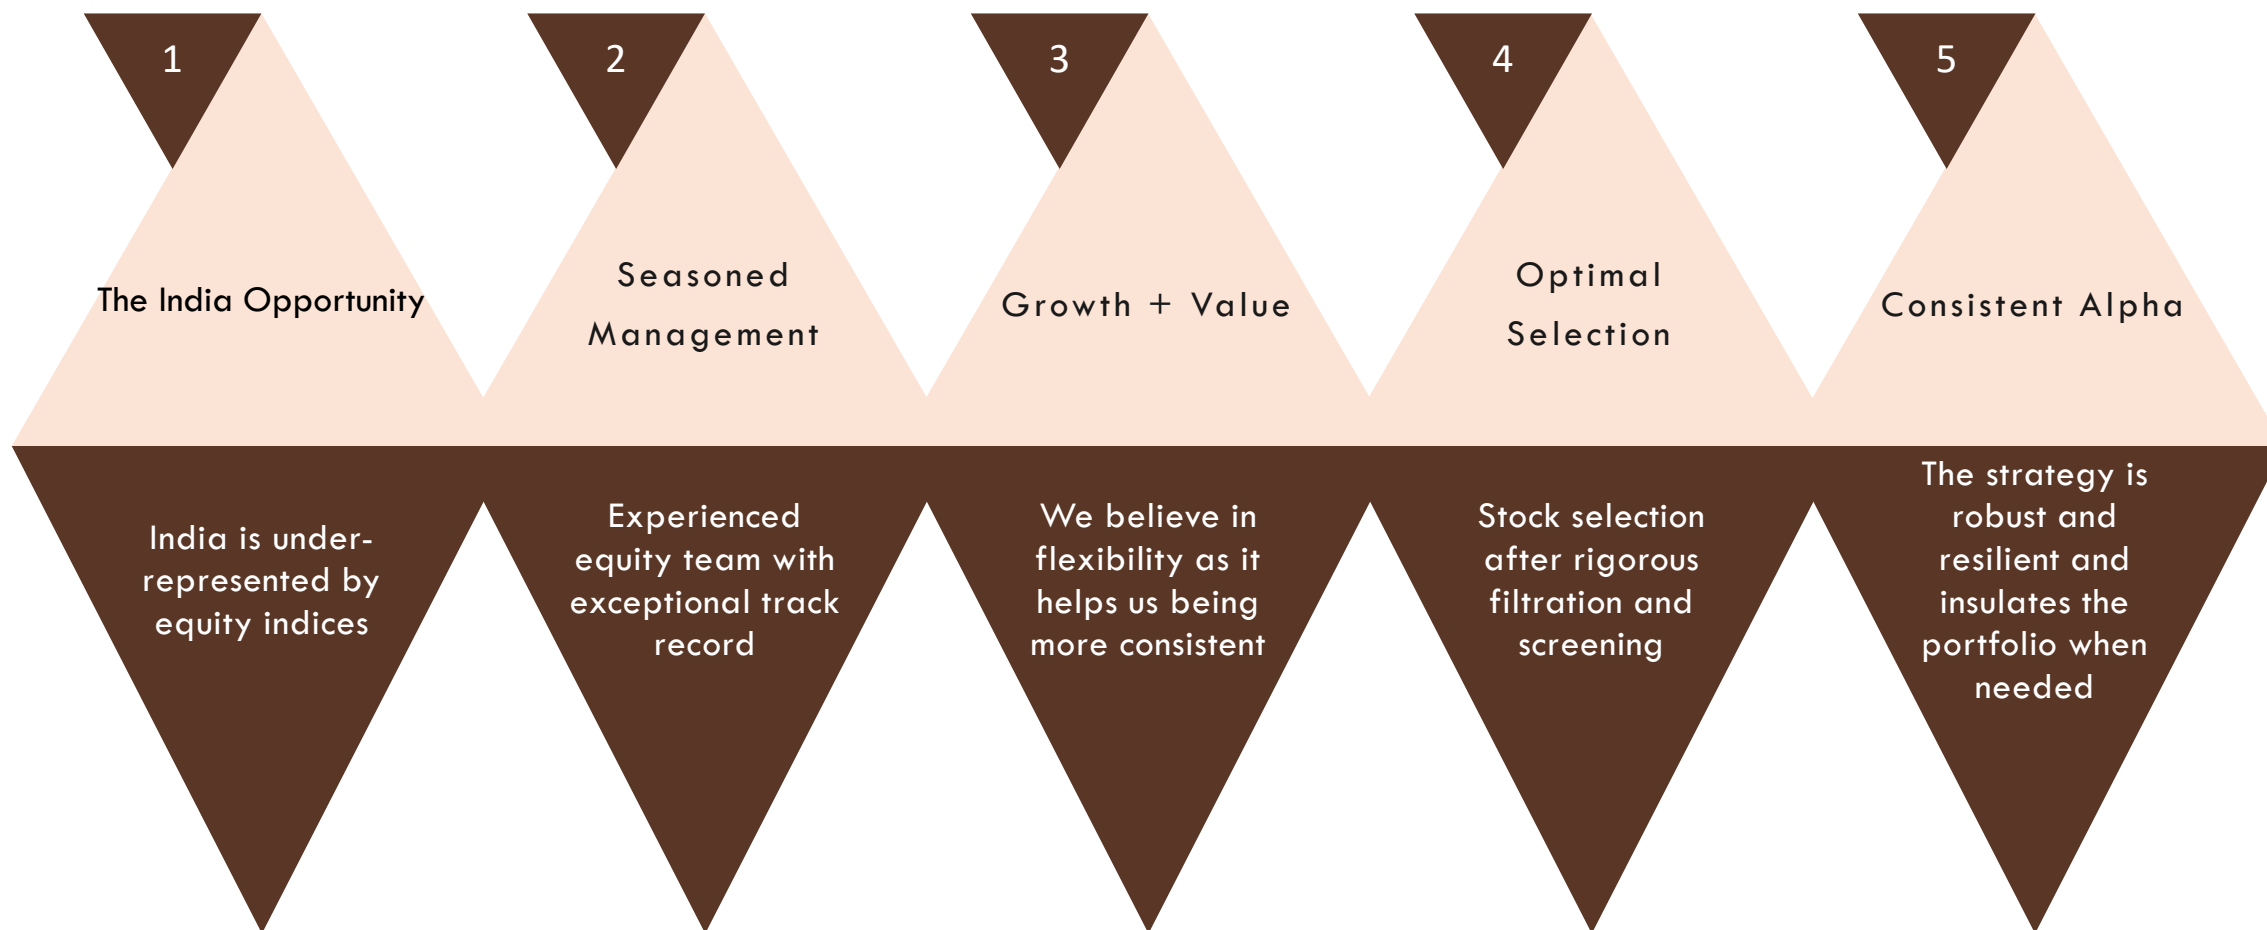 1
The India Opportunity
India is under-
represented by
equity indices
2
Seasoned
Management
Experienced
equity team with
exceptional track
record
3
Growth + Value
We believe in
flexibility as it
helps us being
more consistent
4
Optimal
Selection
Stock selection
after rigorous
filtration and
screening
5
Consistent Alpha
The strategy is
robust and
resilient and
insulates the
portfolio when
needed